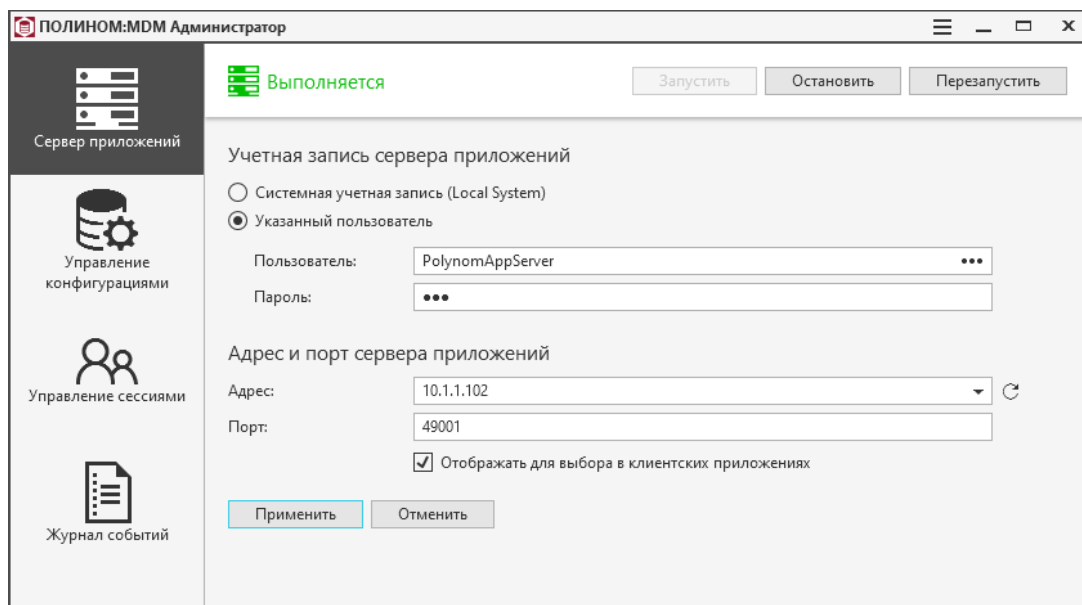 ПОЛИНОМ:MDM Администратор
Выполняется
Запустить
Остановить
Перезапустить
Сервер приложений
Управление
конфигурациями
Управление сессиями
Журнал событий
Учетная запись сервера приложений
Системная учетная запись (Local System)
Указанный пользователь
Пользователь: PolynomAppServer •••
Пароль: •••
Адрес и порт сервера приложений
Адрес: 10.1.1.102
Порт: 49001
Отображать для выбора в клиентских приложениях
Применить
Отменить